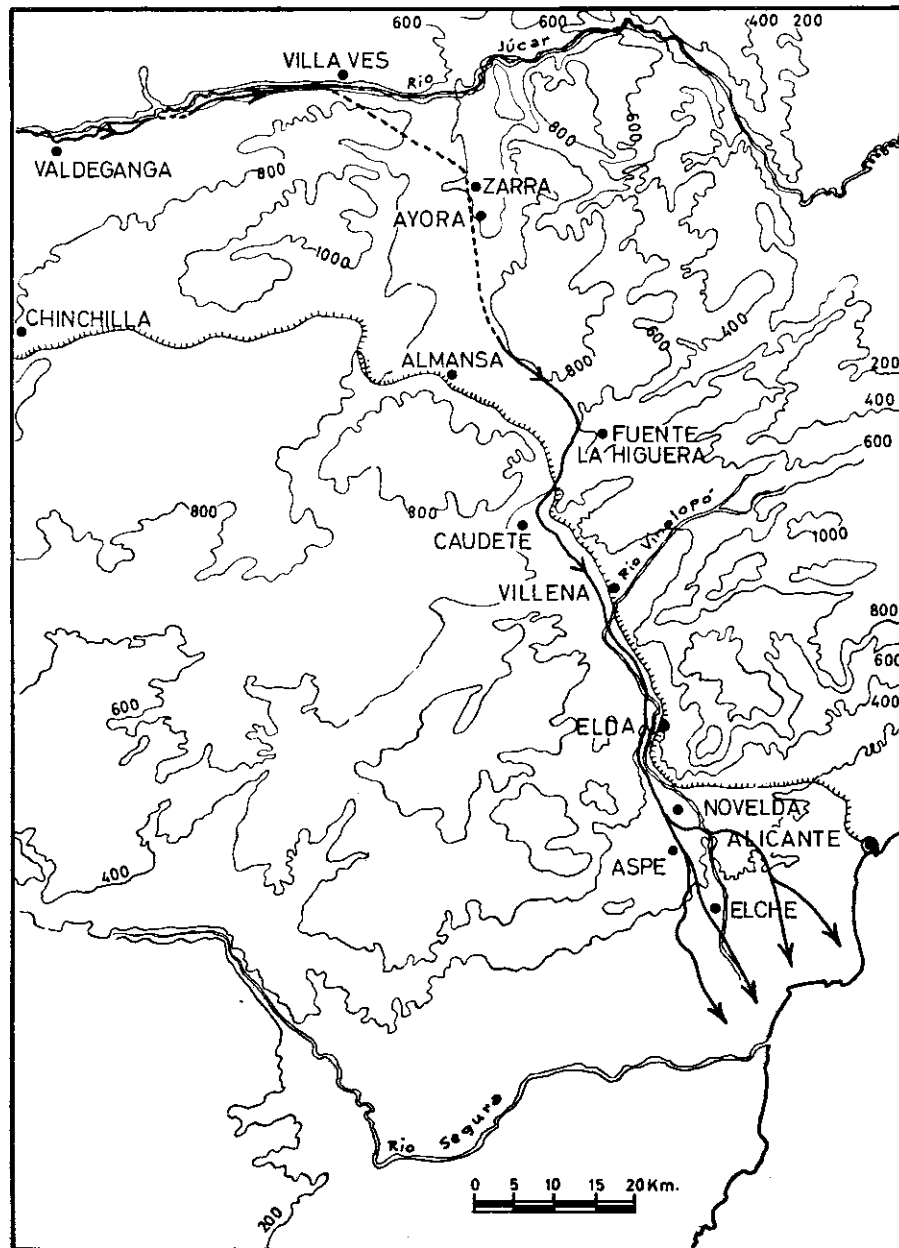 600
600
400 200
VILLA VES
Río
Júcar
VALDEGANGA
800
800
600
ZARRA
AYORA
1000
CHINCHILLA
600
400
ALMANSA
800
200
400
FUENTE
LA HIGUERA
600
800
800
CAUDETE
Río Vinalopó
1000
VILLENA
800
600
600
400
ELDA
NOVELDA
ALICANTE
ASPE
400
ELCHE
Río Segura
200
0 5 10 15 20 Km.